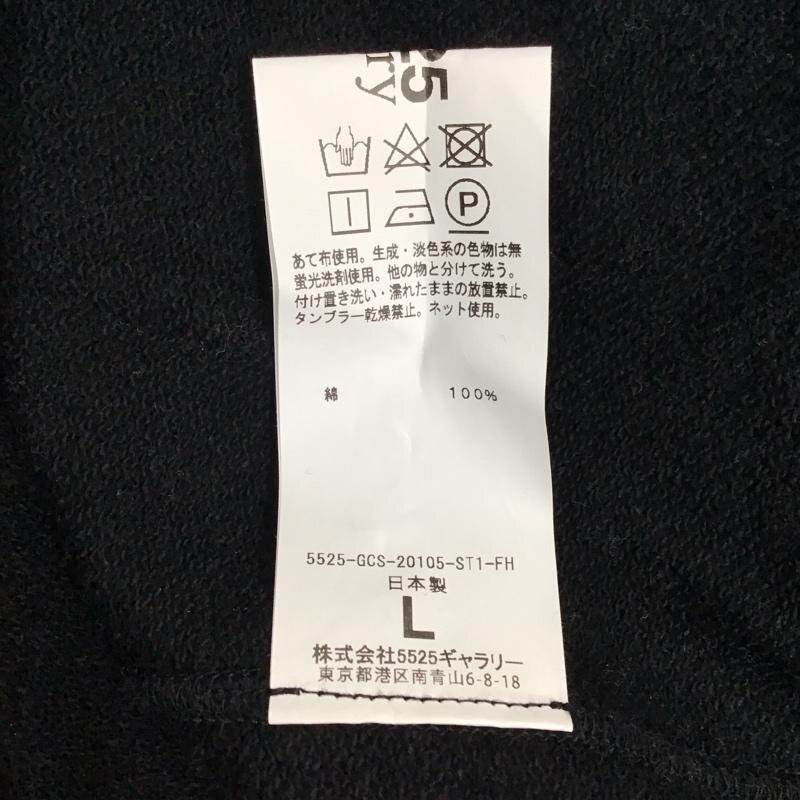 25
ry
P
あて布使用。生成・淡色系の色物は無
蛍光洗剤使用。他の物と分けて洗う。
付け置き洗い・濡れたままの放置禁止。
タンブラー乾燥禁止。ネット使用。
綿 100%
5525-GCS-20105-ST1-FH
日本製
L
株式会社5525ギャラリー
東京都港区南青山6-8-18